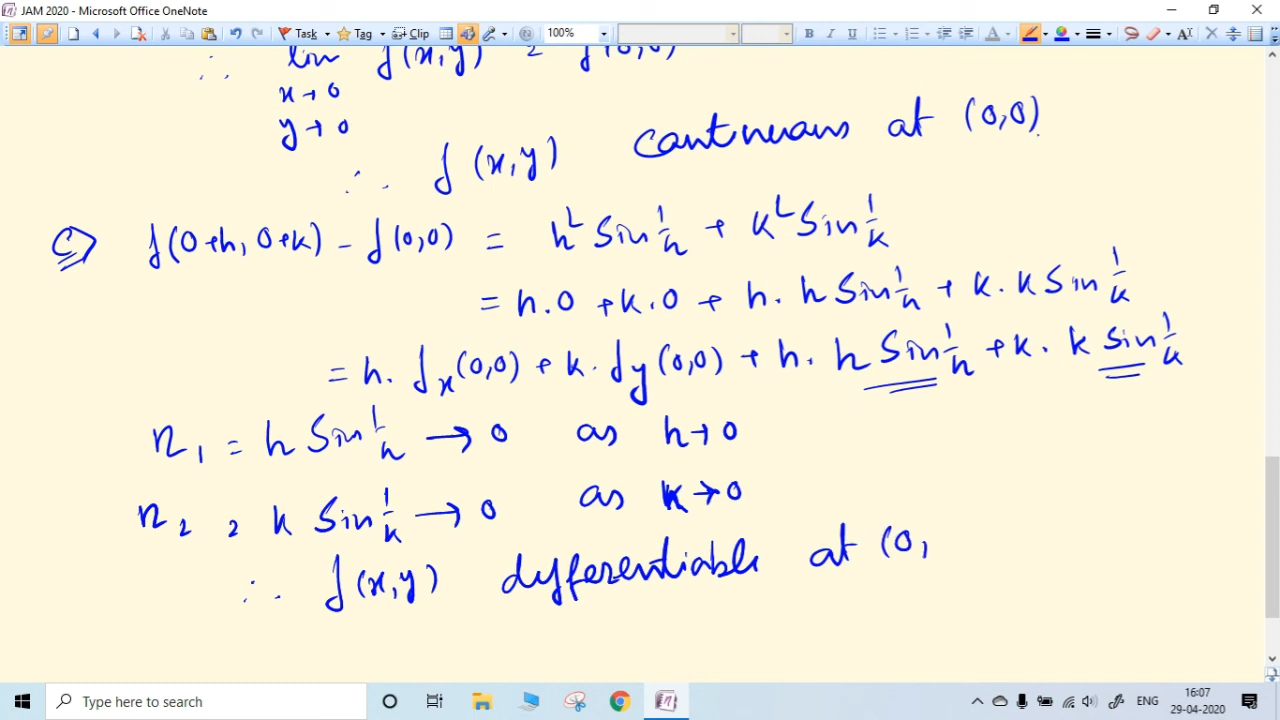 JAM 2020 - Microsoft Office OneNote
Task Tag Clip 100% B I U
∴ lim f(x,y) = f(0,0)
x→0
y→0
∴ f(x,y) continuous at (0,0)
C> f(0+h, 0+k) - f(0,0) = h² Sin 1/h + k² Sin 1/k
= h.0 + k.0 + h. h Sin 1/h + k. k Sin 1/k
= h. fx(0,0) + k. fy(0,0) + h. h Sin 1/h + k. k Sin 1/k
n₁ = h Sin 1/h → 0 as h→0
n₂ = k Sin 1/k → 0 as k→0
∴ f(x,y) differentiable at (0,
Type here to search
ENG
16:07
29-04-2020